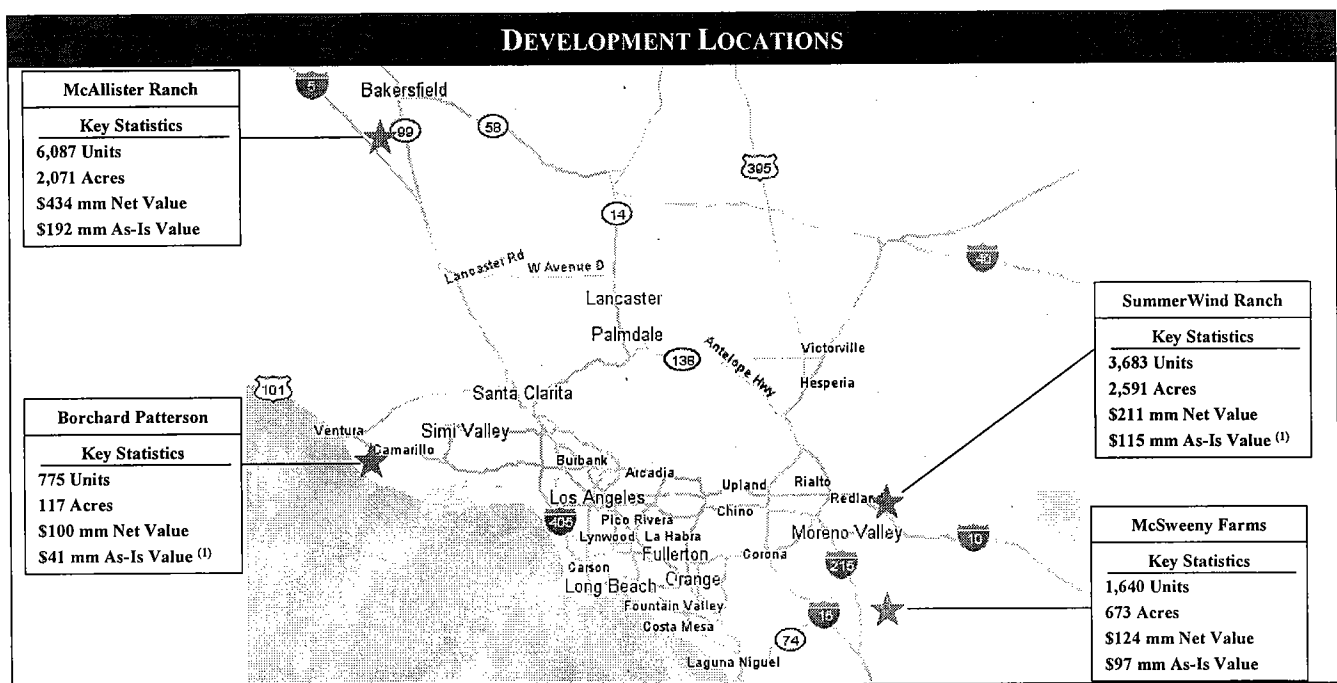 DEVELOPMENT LOCATIONS
McAllister Ranch
Key Statistics
6,087 Units
2,071 Acres
$434 mm Net Value
$192 mm As-Is Value
Borchard Patterson
Key Statistics
775 Units
117 Acres
$100 mm Net Value
$41 mm As-Is Value (1)
5
Bakersfield
99
58
395
14
40
Lancaster Rd
W Avenue D
Lancaster
Palmdale
138
Antelope Hwy
Victorville
Hesperia
101
Santa Clarita
Ventura
Camarillo
Simi Valley
Burbank
Arcadia
Upland
Rialto
Redlan
Los Angeles
Chino
405
Pico Rivera
Moreno Valley
10
Lynwood
La Habra
Fullerton
Corona
215
Carson
Long Beach
Orange
Fountain Valley
15
Costa Mesa
74
Laguna Niguel
SummerWind Ranch
Key Statistics
3,683 Units
2,591 Acres
$211 mm Net Value
$115 mm As-Is Value (1)
McSweeny Farms
Key Statistics
1,640 Units
673 Acres
$124 mm Net Value
$97 mm As-Is Value